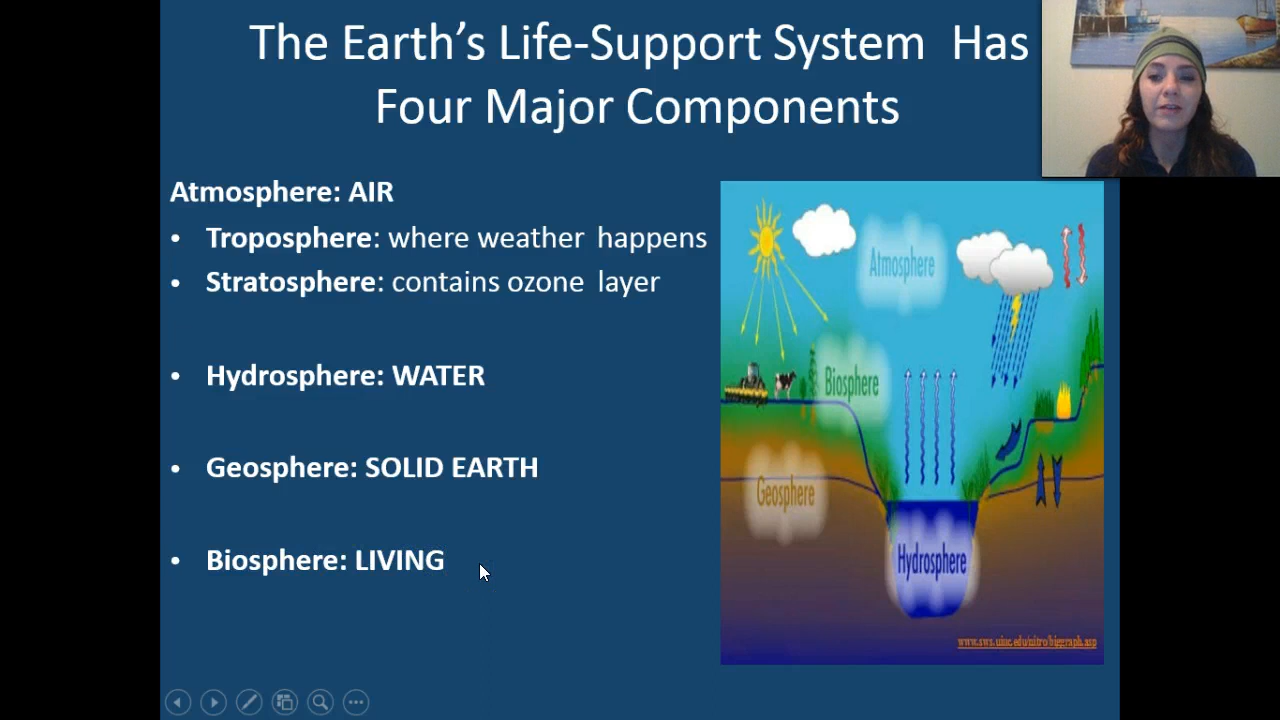 The Earth’s Life-Support System Has
Four Major Components
Atmosphere: AIR
• Troposphere: where weather happens
• Stratosphere: contains ozone layer
• Hydrosphere: WATER
• Geosphere: SOLID EARTH
• Biosphere: LIVING
Atmosphere
Biosphere
Geosphere
Hydrosphere
www.sws.uiuc.edu/nitro/biggraph.asp